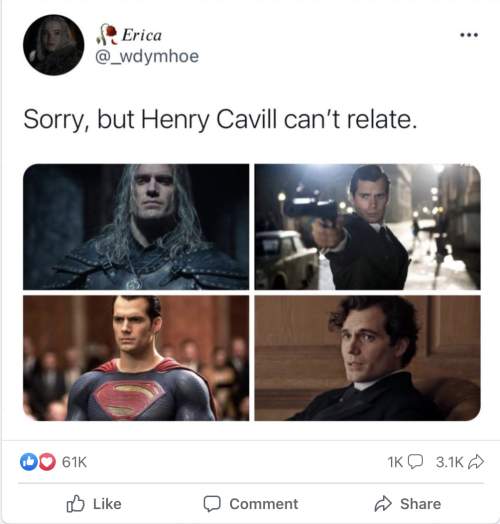 Erica
@_wdymhoe
Sorry, but Henry Cavill can’t relate.
61K
1K
3.1K
Like
Comment
Share